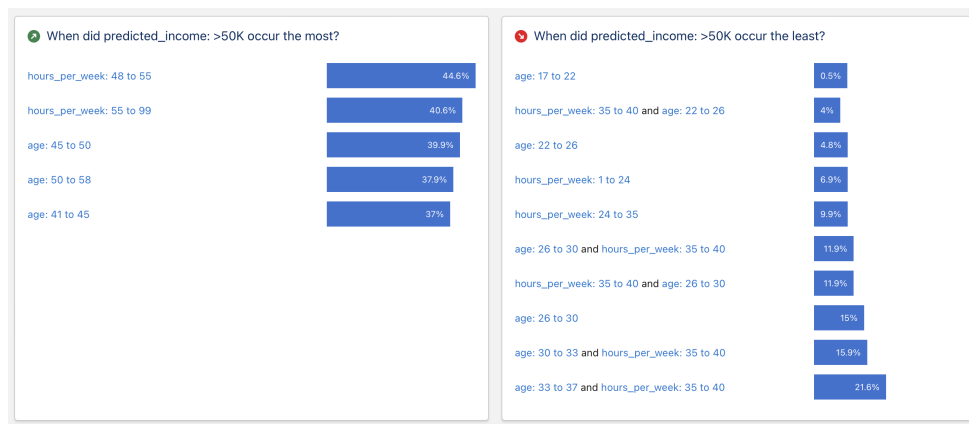 When did predicted_income: >50K occur the most?
hours_per_week: 48 to 55
44.6%
hours_per_week: 55 to 99
40.6%
age: 45 to 50
39.9%
age: 50 to 58
37.9%
age: 41 to 45
37%
When did predicted_income: >50K occur the least?
age: 17 to 22
0.5%
hours_per_week: 35 to 40 and age: 22 to 26
4%
age: 22 to 26
4.8%
hours_per_week: 1 to 24
6.9%
hours_per_week: 24 to 35
9.9%
age: 26 to 30 and hours_per_week: 35 to 40
11.9%
hours_per_week: 35 to 40 and age: 26 to 30
11.9%
age: 26 to 30
15%
age: 30 to 33 and hours_per_week: 35 to 40
15.9%
age: 33 to 37 and hours_per_week: 35 to 40
21.6%